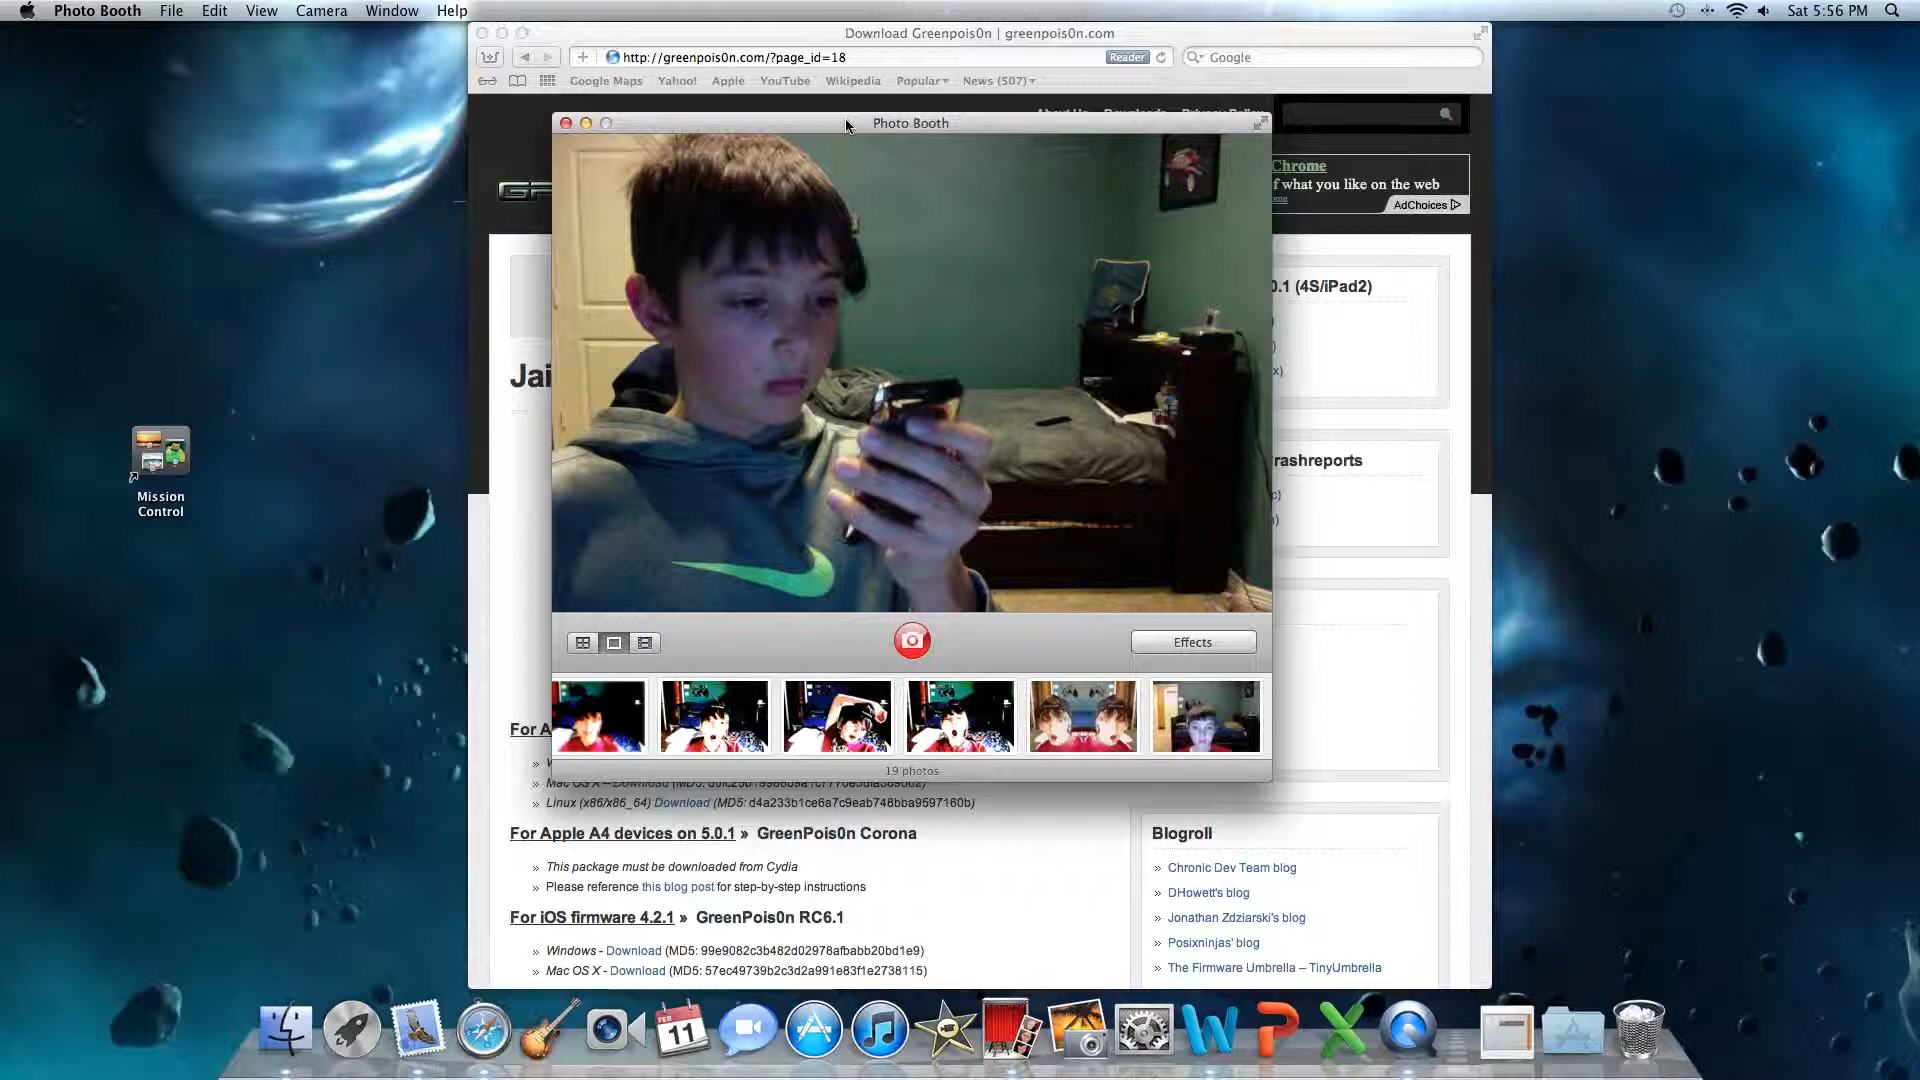 Photo Booth File Edit View Camera Window Help
Sat 5:56 PM
Download Greenpois0n | greenpois0n.com
http://greenpois0n.com/?page_id=18
Reader
Google
Google Maps Yahoo! Apple YouTube Wikipedia Popular News (507)
Photo Booth
Chrome
f what you like on the web
AdChoices
0.1 (4S/iPad2)
Jai
Mission
Control
rashreports
Effects
For A
19 photos
Linux (x86/x86_64) Download (MD5: d4a233b1ce6a7c9eab748bba9597160b)
For Apple A4 devices on 5.0.1 » GreenPois0n Corona
» This package must be downloaded from Cydia
» Please reference this blog post for step-by-step instructions
For iOS firmware 4.2.1 » GreenPois0n RC6.1
» Windows - Download (MD5: 99e9082c3b482d02978afbabb20bd1e9)
» Mac OS X - Download (MD5: 57ec49739b2c3d2a991e83f1e2738115)
Blogroll
» Chronic Dev Team blog
» DHowett's blog
» Jonathan Zdziarski's blog
» Posixninjas' blog
» The Firmware Umbrella – TinyUmbrella
FEB
11